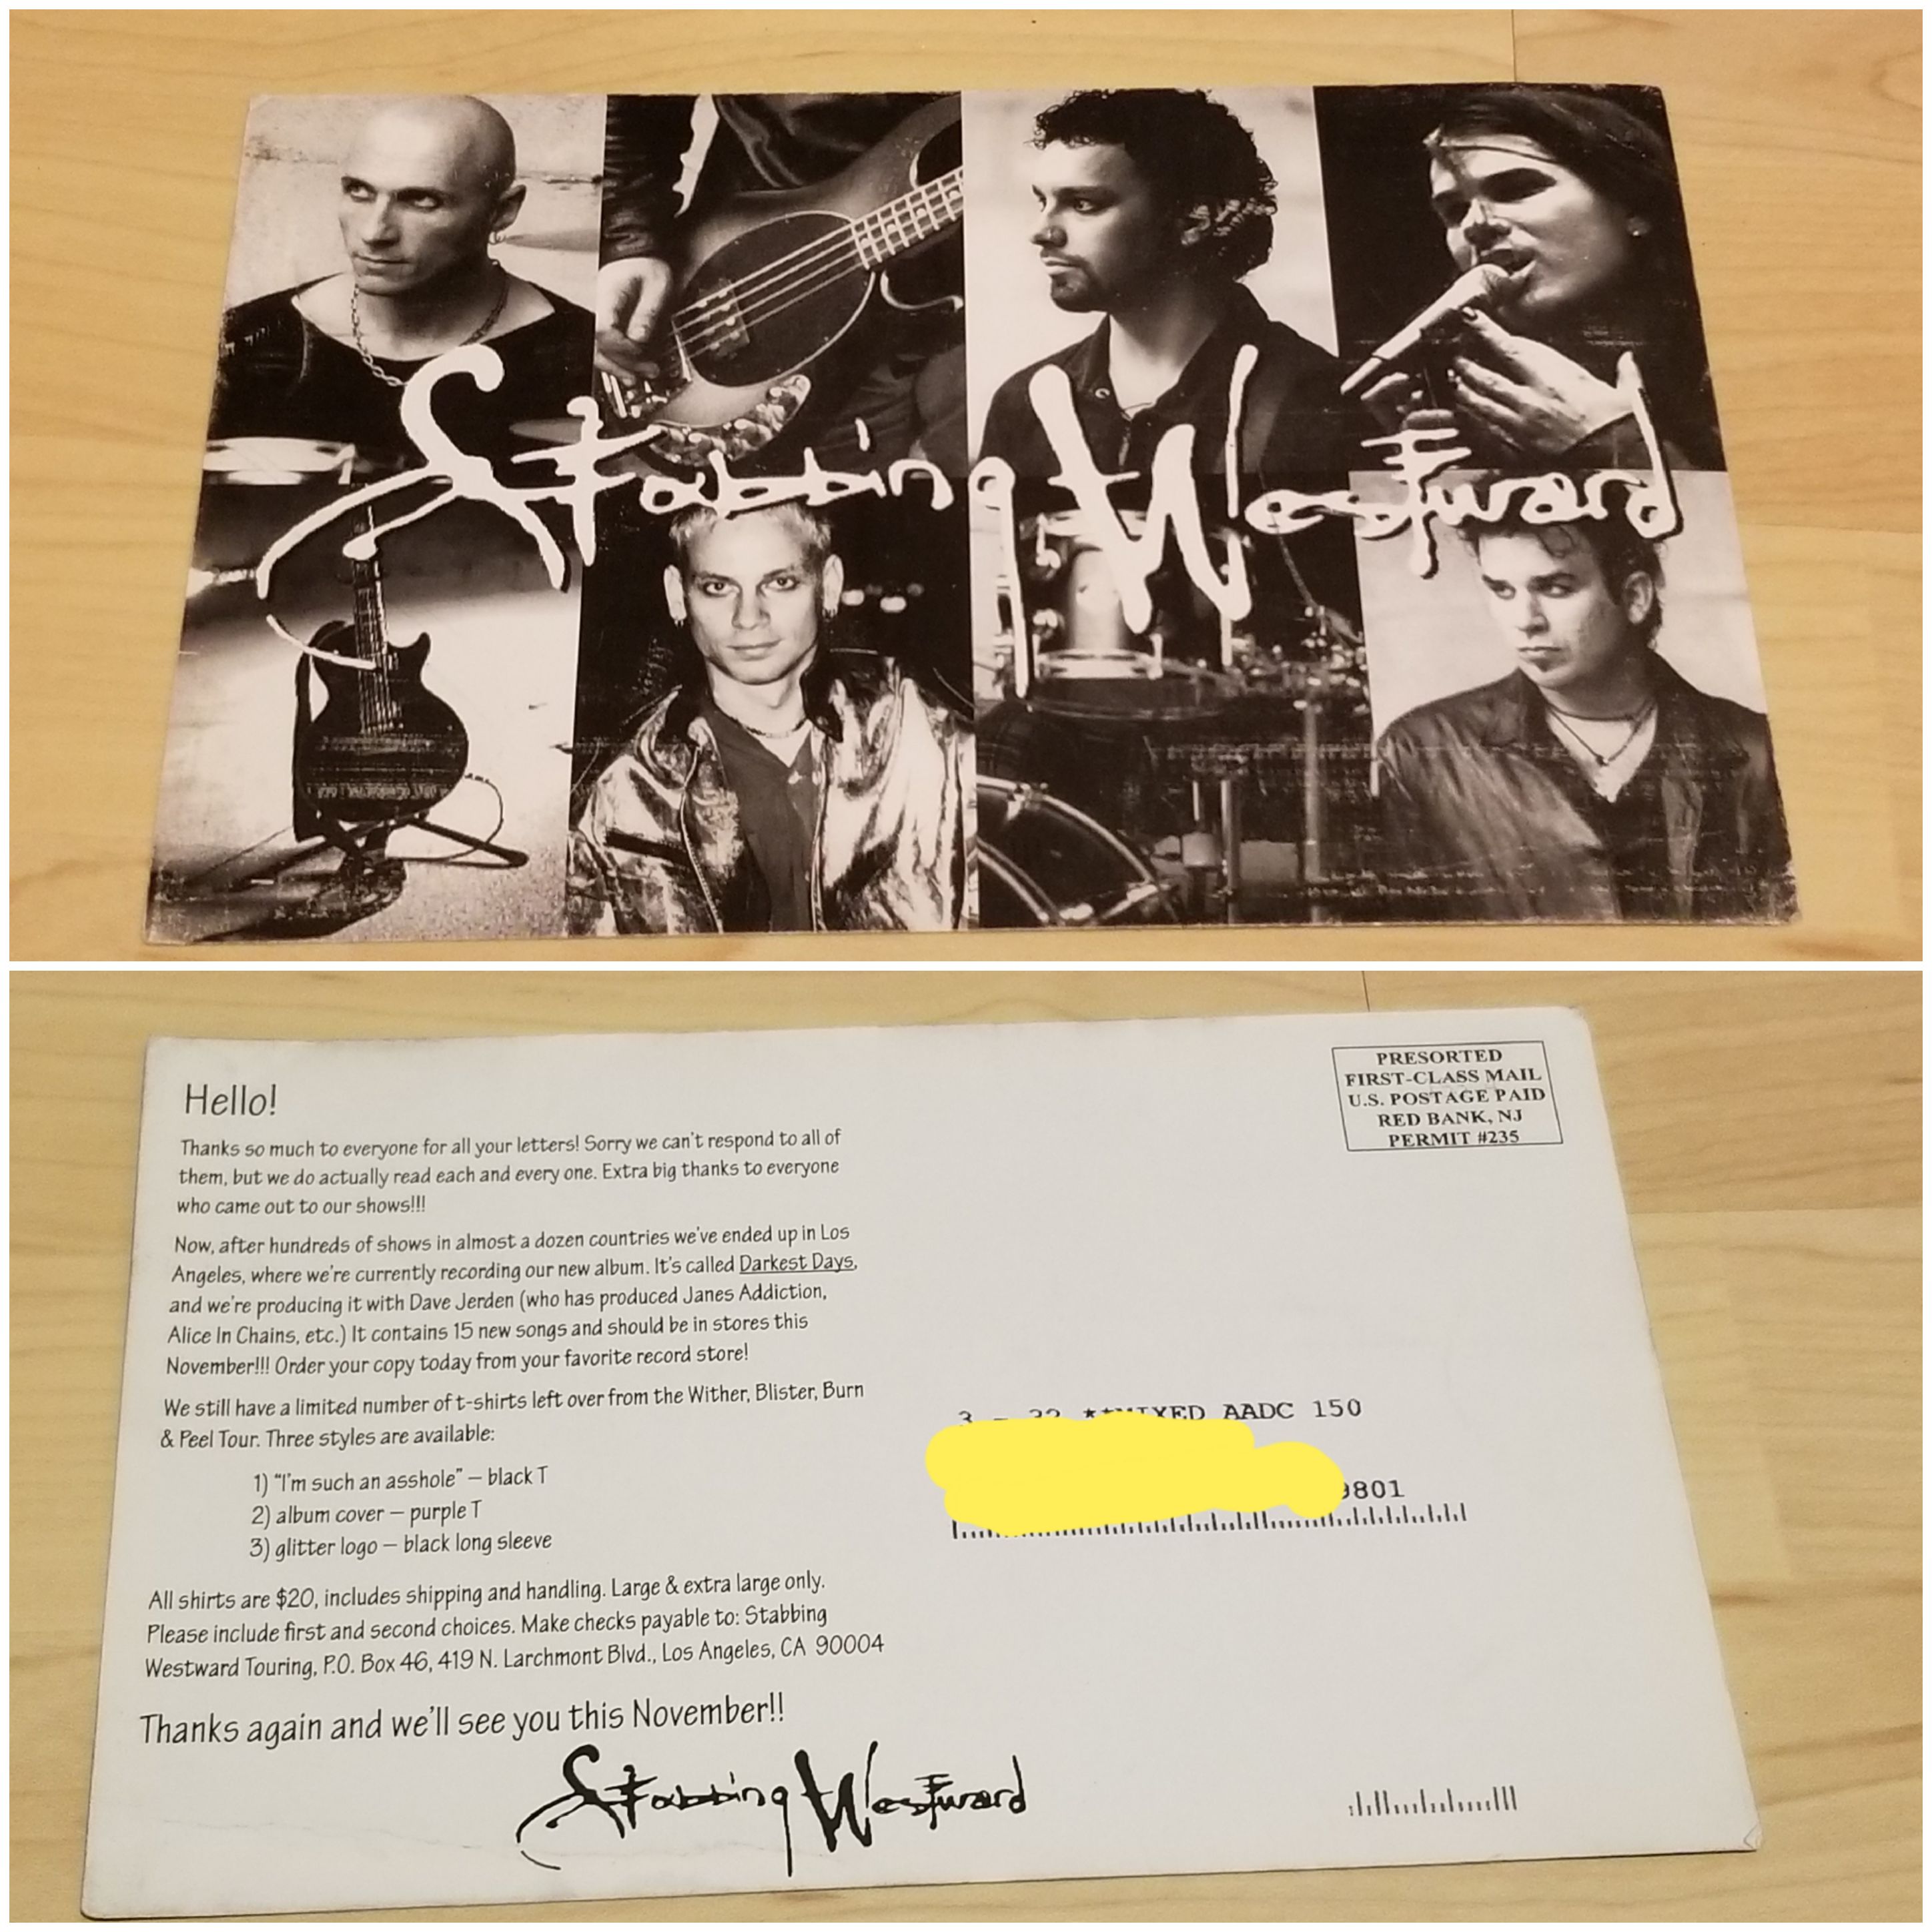 Stabbing Westward
Hello!
Thanks so much to everyone for all your letters! Sorry we can't respond to all of
them, but we do actually read each and every one. Extra big thanks to everyone
who came out to our shows!!!
Now, after hundreds of shows in almost a dozen countries we've ended up in Los
Angeles, where we're currently recording our new album. It's called Darkest Days,
and we're producing it with Dave Jerden (who has produced Janes Addiction,
Alice In Chains, etc.) It contains 15 new songs and should be in stores this
November!!! Order your copy today from your favorite record store!
We still have a limited number of t-shirts left over from the Wither, Blister, Burn
& Peel Tour. Three styles are available:
1) "I'm such an asshole" – black T
2) album cover – purple T
3) glitter logo – black long sleeve
All shirts are $20, includes shipping and handling. Large & extra large only.
Please include first and second choices. Make checks payable to: Stabbing
Westward Touring, P.O. Box 46, 419 N. Larchmont Blvd., Los Angeles, CA 90004
Thanks again and we'll see you this November!!
Stabbing Westward
PRESORTED
FIRST-CLASS MAIL
U.S. POSTAGE PAID
RED BANK, NJ
PERMIT #235
AADC 150
9801